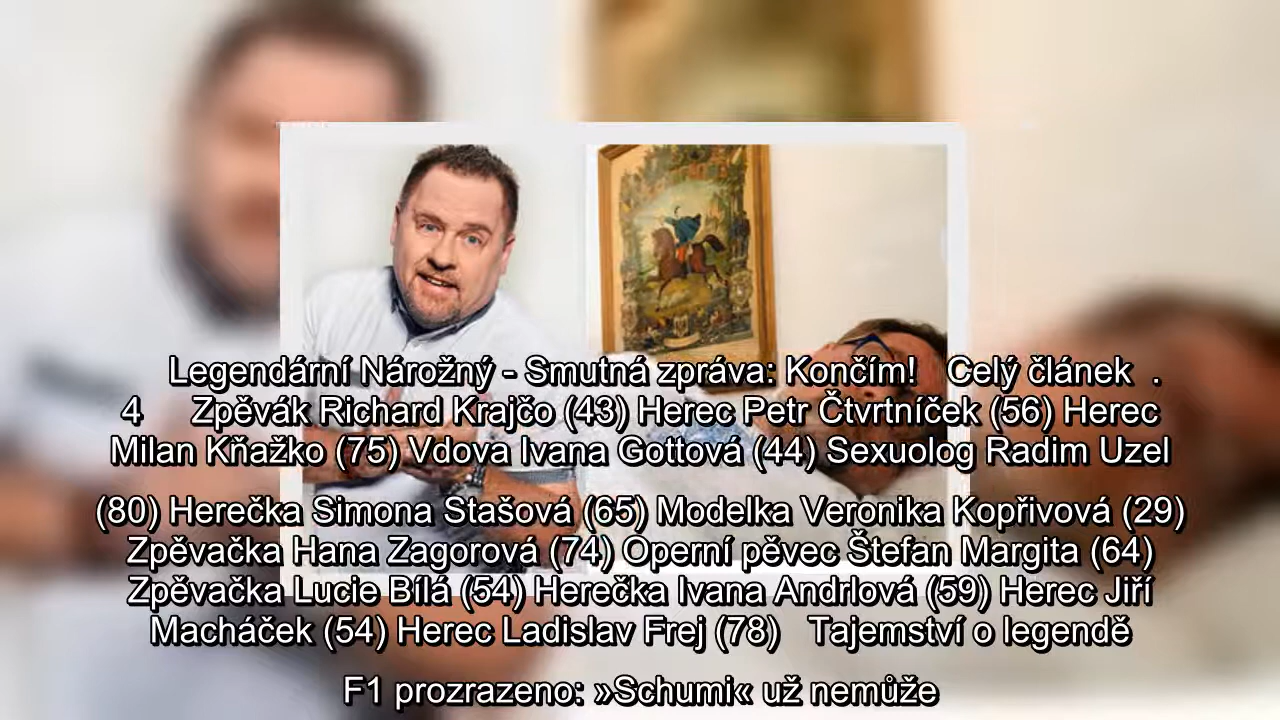 Legendární Nárožný - Smutná zpráva: Končím! Celý článek .
4 Zpěvák Richard Krajčo (43) Herec Petr Čtvrtníček (56) Herec
Milan Kňažko (75) Vdova Ivana Gottová (44) Sexuolog Radim Uzel
(80) Herečka Simona Stašová (65) Modelka Veronika Kopřivová (29)
Zpěvačka Hana Zagorová (74) Operní pěvec Štefan Margita (64)
Zpěvačka Lucie Bílá (54) Herečka Ivana Andrlová (59) Herec Jiří
Macháček (54) Herec Ladislav Frej (78) Tajemství o legendě
F1 prozrazeno: »Schumi« už nemůže